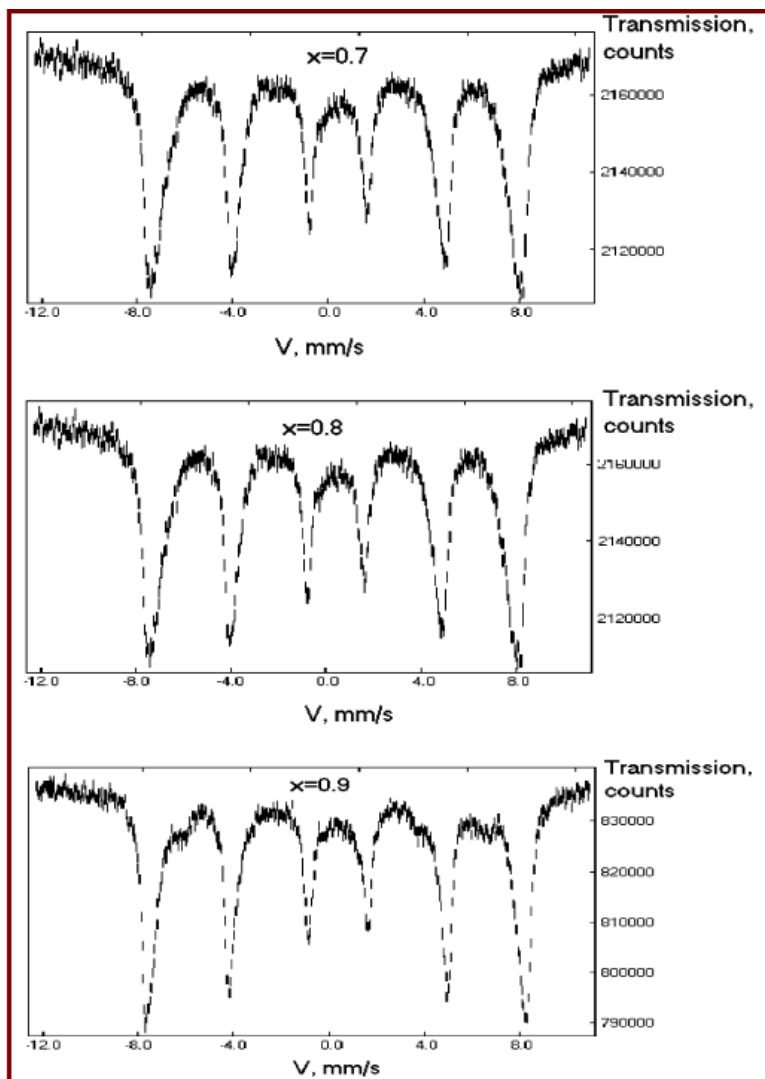 Transmission,
counts
x=0.7
2160000
2140000
2120000
-12.0 -8.0 -4.0 0.0 4.0 8.0
V, mm/s
Transmission,
counts
x=0.8
2160000
2140000
2120000
-12.0 -8.0 -4.0 0.0 4.0 8.0
V, mm/s
Transmission,
counts
x=0.9
830000
820000
810000
800000
790000
-12.0 -8.0 -4.0 0.0 4.0 8.0
V, mm/s